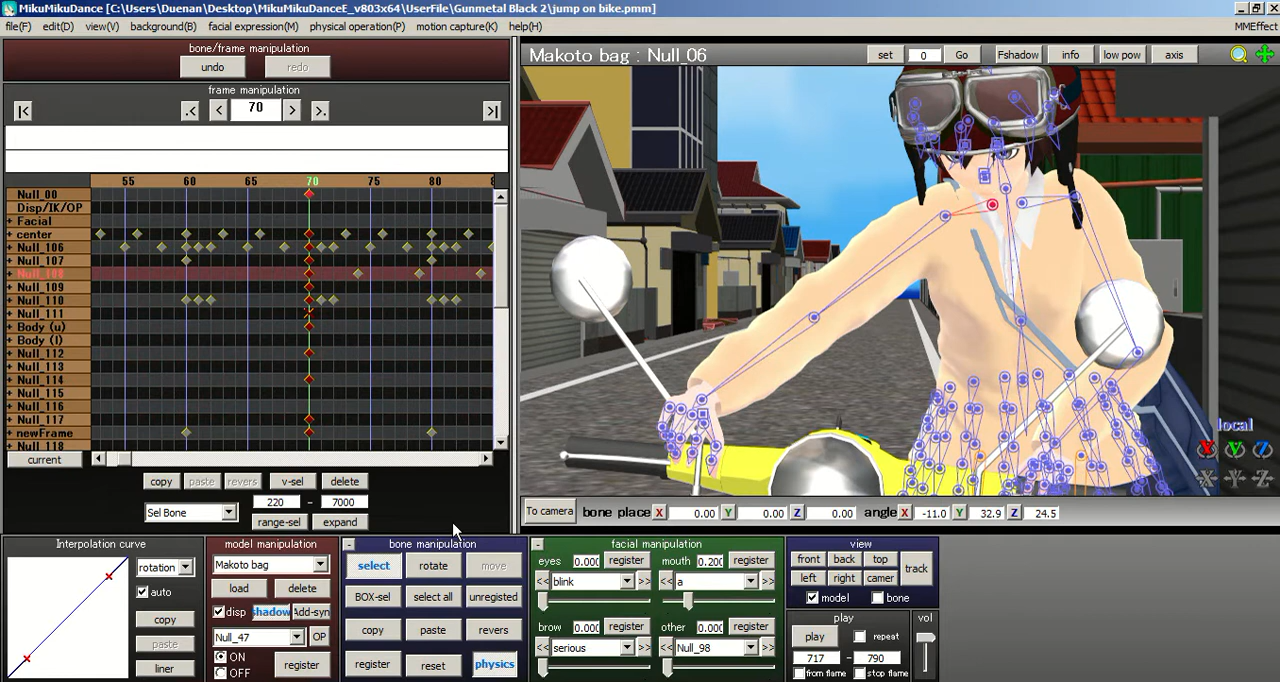 MikuMikuDance [C:\Users\Duenan\Desktop\MikuMikuDanceE_v803x64\UserFile\Gunmetal Black 2\jump on bike.pmm]
file(F) edit(D) view(V) background(B) facial expression(M) physical operation(P) motion capture(K) help(H)
MMEffect
bone/frame manipulation
undo redo
frame manipulation
|< .< < 70 > >. >|
55 60 65 70 75 80 8
Null_00
Disp/IK/OP
+ Facial
+ center
+ Null_106
+ Null_107
+ Null_108
+ Null_109
+ Null_110
+ Null_111
+ Body (u)
+ Body (l)
+ Null_112
+ Null_113
+ Null_114
+ Null_115
+ Null_116
+ Null_117
+ newFrame
+ Null_118
current
copy paste revers v-sel delete
Sel Bone 220 - 7000
range-sel expand
Makoto bag : Null_06 set 0 Go Fshadow info low pow axis
local
X Y Z
X Y Z
To camera bone place X 0.00 Y 0.00 Z 0.00 angle X -11.0 Y 32.9 Z 24.5
Interpolation curve
rotation
auto
copy
paste
liner
model manipulation
Makoto bag
load delete
disp shadow Add-syn
Null_47 OP
ON
OFF
register
- bone manipulation
select rotate move
BOX-sel select all unregisted
copy paste revers
register reset physics
- facial manipulation
eyes 0.000 register mouth 0.200 register
<< blink >> << a >>
brow 0.000 register other 0.000 register
<< serious >> << Null_98 >>
view
front back top
left right camer
track
model bone
play
play repeat
717 - 790
from flame stop flame
vol